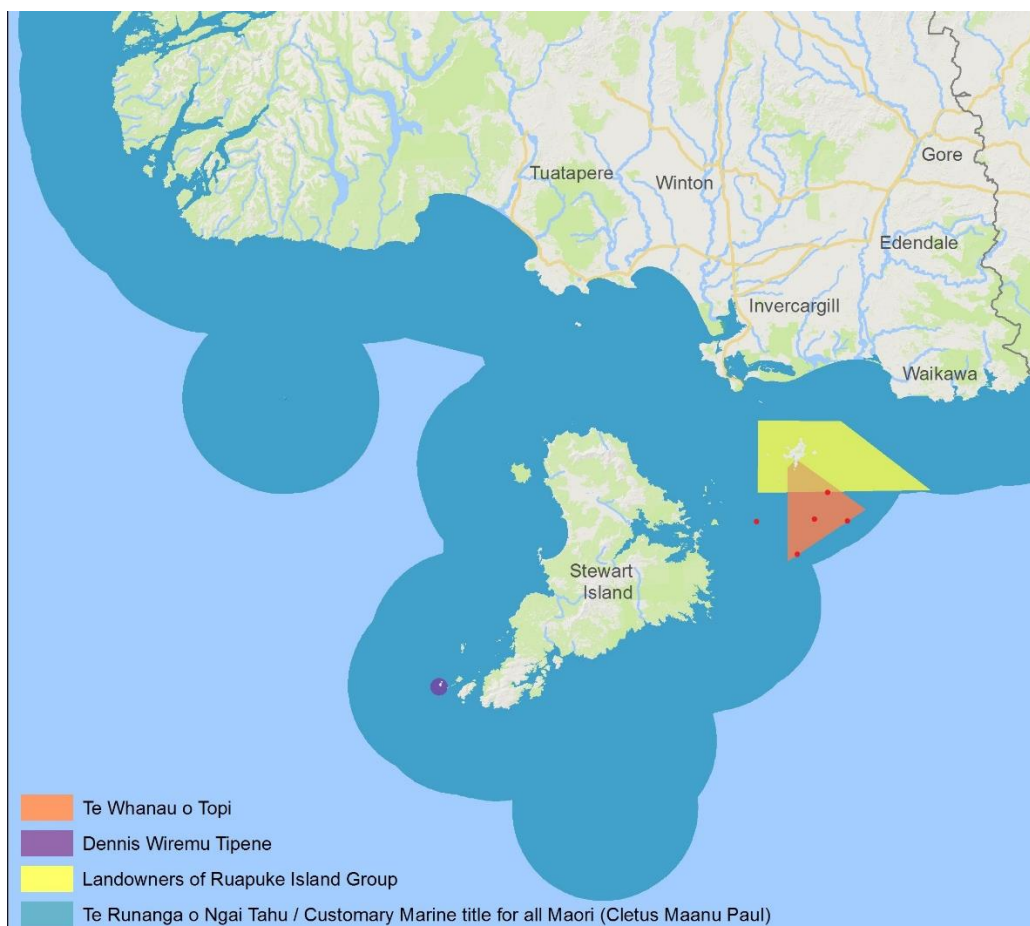 Gore
Tuatapere
Winton
Edendale
Invercargill
Waikawa
Stewart
Island
Te Whanau o Topi
Dennis Wiremu Tipene
Landowners of Ruapuke Island Group
Te Runanga o Ngai Tahu / Customary Marine title for all Maori (Cletus Maanu Paul)